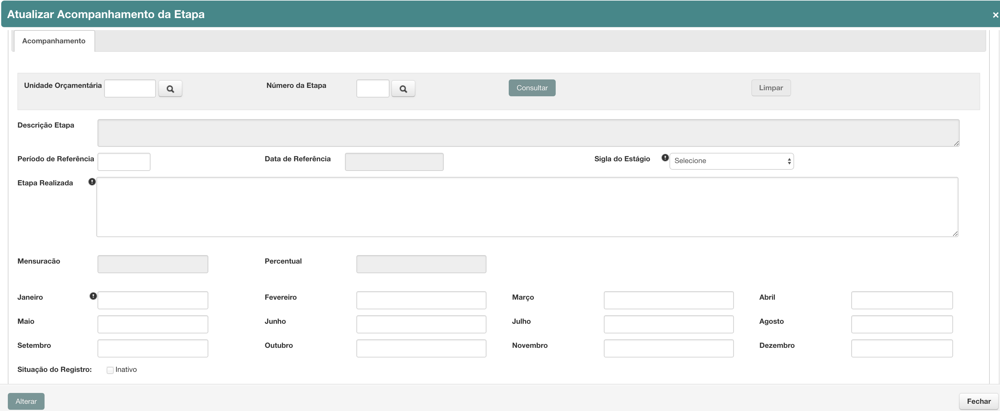 Atualizar Acompanhamento da Etapa ×
Acompanhamento
Unidade Orçamentária Número da Etapa Consultar Limpar
Descrição Etapa
Período de Referência Data de Referência Sigla do Estágio Selecione
Etapa Realizada
Mensuracão Percentual
Janeiro Fevereiro Março Abril
Maio Junho Julho Agosto
Setembro Outubro Novembro Dezembro
Situação do Registro: Inativo
Alterar Fechar